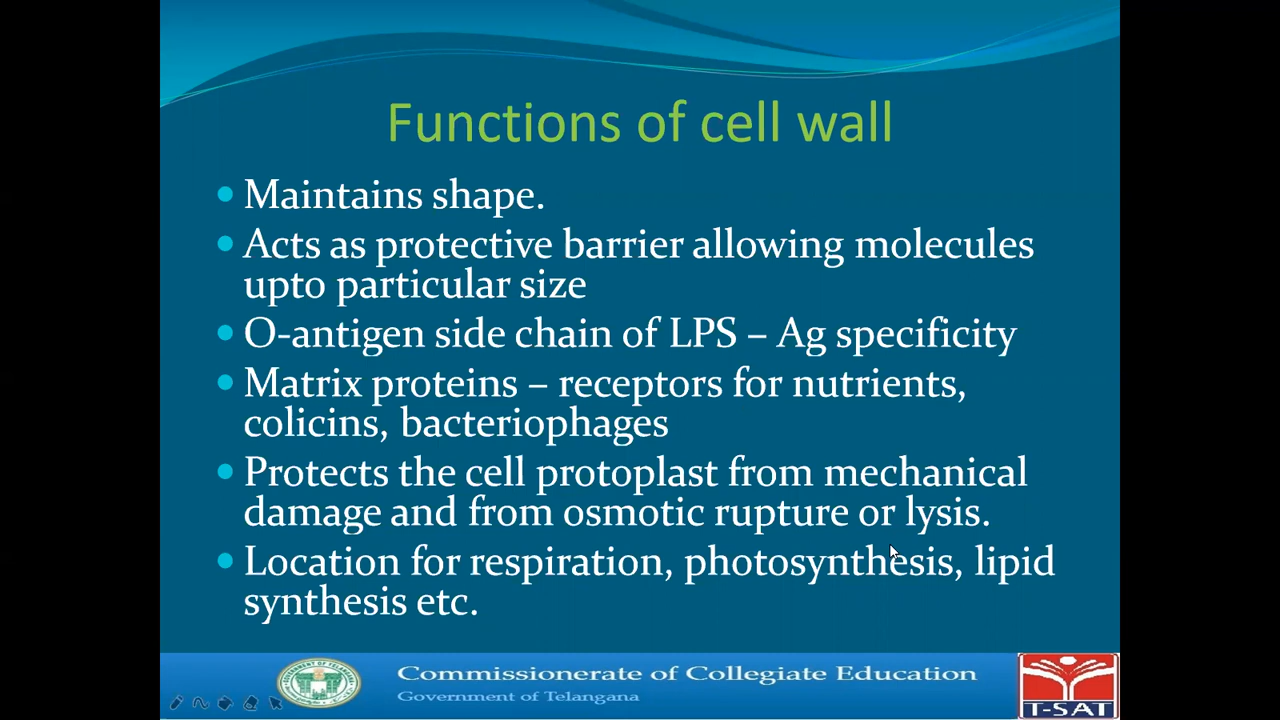 Functions of cell wall
• Maintains shape.
• Acts as protective barrier allowing molecules
upto particular size
• O-antigen side chain of LPS – Ag specificity
• Matrix proteins – receptors for nutrients,
colicins, bacteriophages
• Protects the cell protoplast from mechanical
damage and from osmotic rupture or lysis.
• Location for respiration, photosynthesis, lipid
synthesis etc.
Commissionerate of Collegiate Education
Government of Telangana
T-SAT